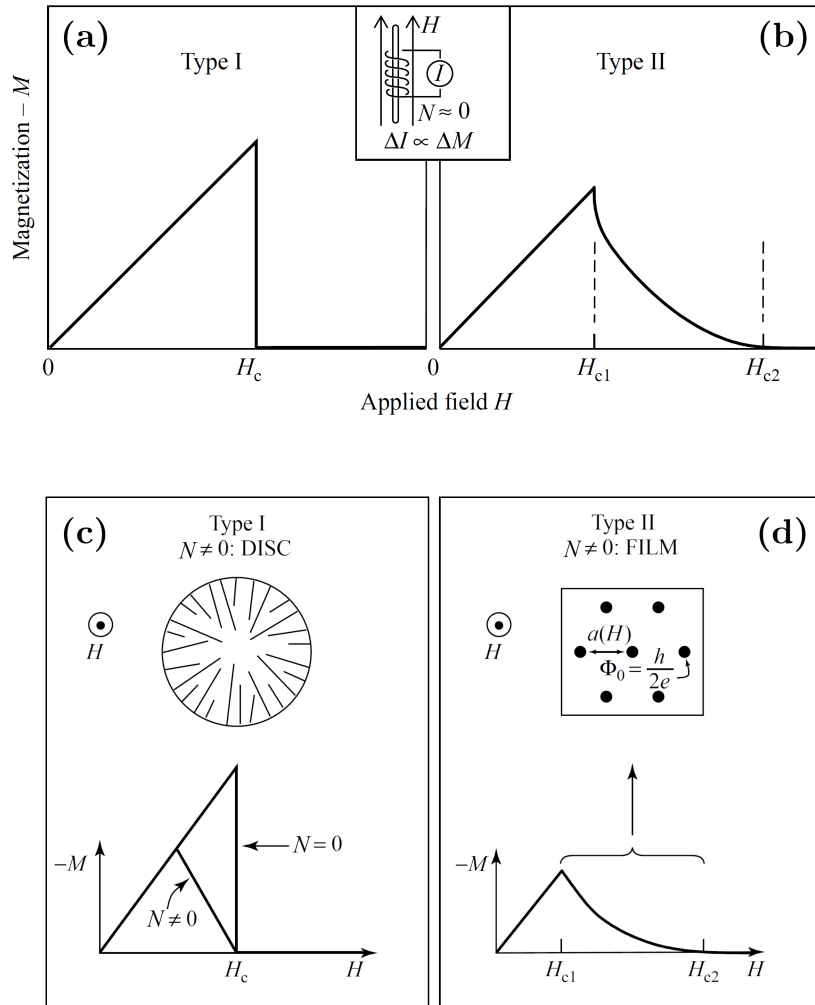 (a)
Type I
Magnetization – M
0
H_c
H
I
N ≈ 0
ΔI ∝ ΔM
(b)
Type II
0
H_c1
H_c2
Applied field H
(c)
Type I
N ≠ 0: DISC
H
−M
N = 0
N ≠ 0
H_c
H
(d)
Type II
N ≠ 0: FILM
H
a(H)
Φ_0 = h/2e
−M
H_c1
H_c2
H